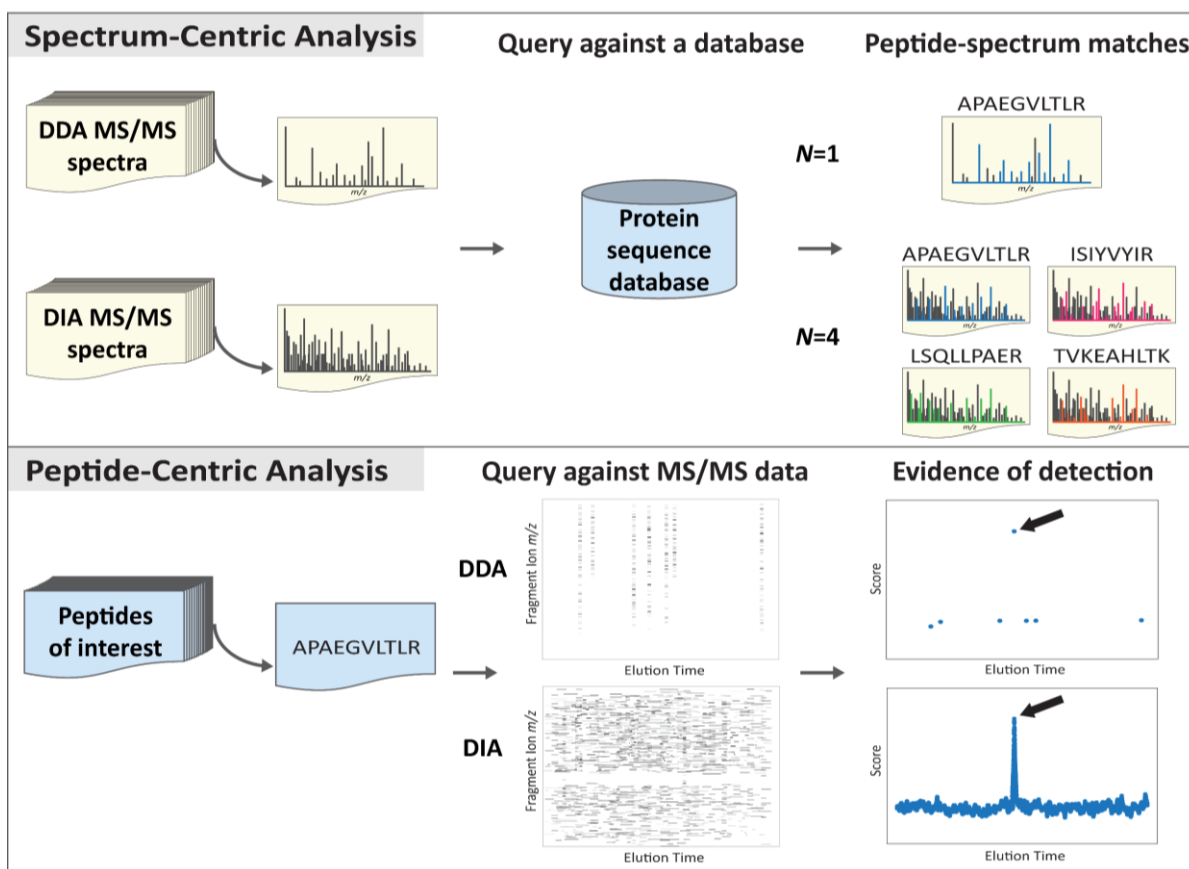 Spectrum-Centric Analysis
Query against a database
Peptide-spectrum matches
DDA MS/MS
spectra
m/z
Protein
sequence
database
N=1
APAEGVLTLR
m/z
DIA MS/MS
spectra
m/z
N=4
APAEGVLTLR
m/z
ISIYVYIR
m/z
LSQLLPAER
m/z
TVKEAHLTK
m/z
Peptide-Centric Analysis
Query against MS/MS data
Evidence of detection
Peptides
of interest
APAEGVLTLR
DDA
Fragment Ion m/z
Elution Time
Score
Elution Time
DIA
Fragment Ion m/z
Elution Time
Score
Elution Time